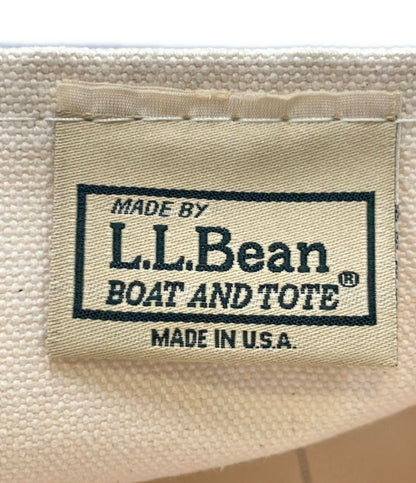 MADE BY
L.L.Bean
BOAT AND TOTE®
MADE IN U.S.A.